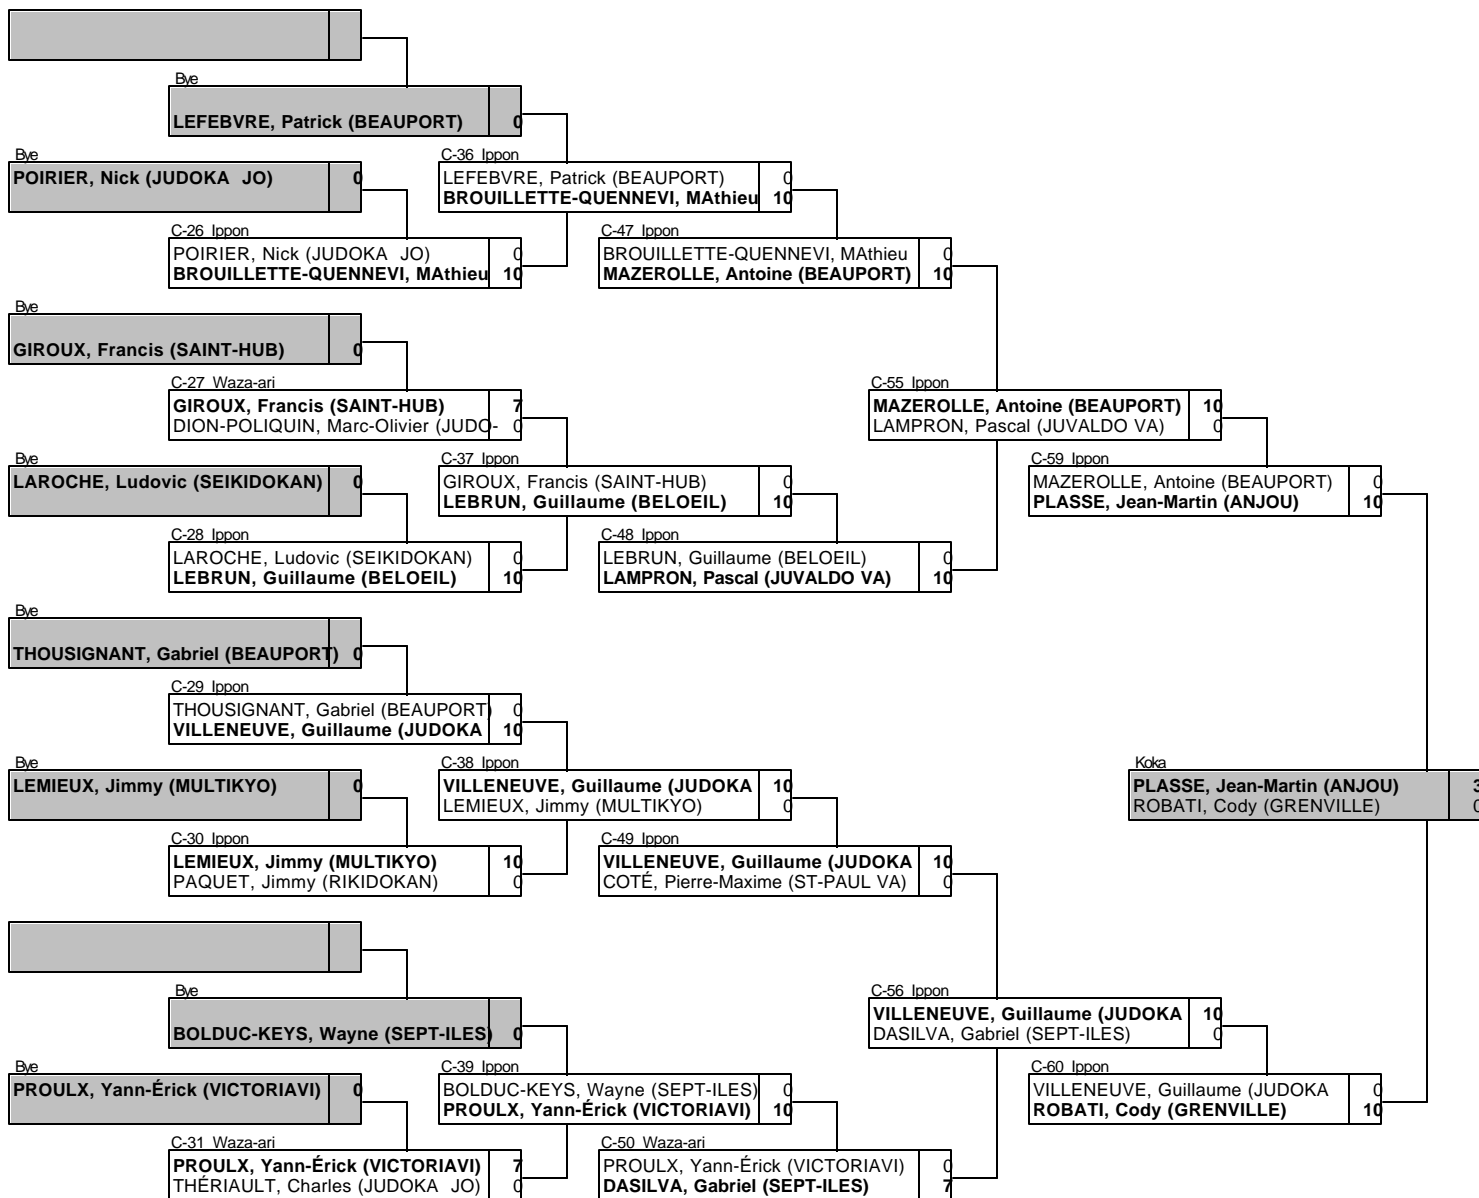 Bye
LEFEBVRE, Patrick (BEAUPORT) 0
Bye
POIRIER, Nick (JUDOKA JO) 0
C-36 Ippon
LEFEBVRE, Patrick (BEAUPORT) 0
BROUILLETTE-QUENNEVI, MAthieu 10
C-26 Ippon
POIRIER, Nick (JUDOKA JO) 0
BROUILLETTE-QUENNEVI, MAthieu 10
C-47 Ippon
BROUILLETTE-QUENNEVI, MAthieu 0
MAZEROLLE, Antoine (BEAUPORT) 10
Bye
GIROUX, Francis (SAINT-HUB) 0
C-27 Waza-ari
GIROUX, Francis (SAINT-HUB) 7
DION-POLIQUIN, Marc-Olivier (JUDO- 0
C-55 Ippon
MAZEROLLE, Antoine (BEAUPORT) 10
LAMPRON, Pascal (JUVALDO VA) 0
Bye
LAROCHE, Ludovic (SEIKIDOKAN) 0
C-37 Ippon
GIROUX, Francis (SAINT-HUB) 0
LEBRUN, Guillaume (BELOEIL) 10
C-59 Ippon
MAZEROLLE, Antoine (BEAUPORT) 0
PLASSE, Jean-Martin (ANJOU) 10
C-28 Ippon
LAROCHE, Ludovic (SEIKIDOKAN) 0
LEBRUN, Guillaume (BELOEIL) 10
C-48 Ippon
LEBRUN, Guillaume (BELOEIL) 0
LAMPRON, Pascal (JUVALDO VA) 10
Bye
THOUSIGNANT, Gabriel (BEAUPORT) 0
C-29 Ippon
THOUSIGNANT, Gabriel (BEAUPORT) 0
VILLENEUVE, Guillaume (JUDOKA 10
Bye
LEMIEUX, Jimmy (MULTIKYO) 0
C-38 Ippon
VILLENEUVE, Guillaume (JUDOKA 10
LEMIEUX, Jimmy (MULTIKYO) 0
Koka
PLASSE, Jean-Martin (ANJOU) 3
ROBATI, Cody (GRENVILLE) 0
C-30 Ippon
LEMIEUX, Jimmy (MULTIKYO) 10
PAQUET, Jimmy (RIKIDOKAN) 0
C-49 Ippon
VILLENEUVE, Guillaume (JUDOKA 10
COTÉ, Pierre-Maxime (ST-PAUL VA) 0
Bye
BOLDUC-KEYS, Wayne (SEPT-ILES) 0
C-56 Ippon
VILLENEUVE, Guillaume (JUDOKA 10
DASILVA, Gabriel (SEPT-ILES) 0
Bye
PROULX, Yann-Érick (VICTORIAVI) 0
C-39 Ippon
BOLDUC-KEYS, Wayne (SEPT-ILES) 0
PROULX, Yann-Érick (VICTORIAVI) 10
C-60 Ippon
VILLENEUVE, Guillaume (JUDOKA 0
ROBATI, Cody (GRENVILLE) 10
C-31 Waza-ari
PROULX, Yann-Érick (VICTORIAVI) 7
THÉRIAULT, Charles (JUDOKA JO) 0
C-50 Waza-ari
PROULX, Yann-Érick (VICTORIAVI) 0
DASILVA, Gabriel (SEPT-ILES) 7